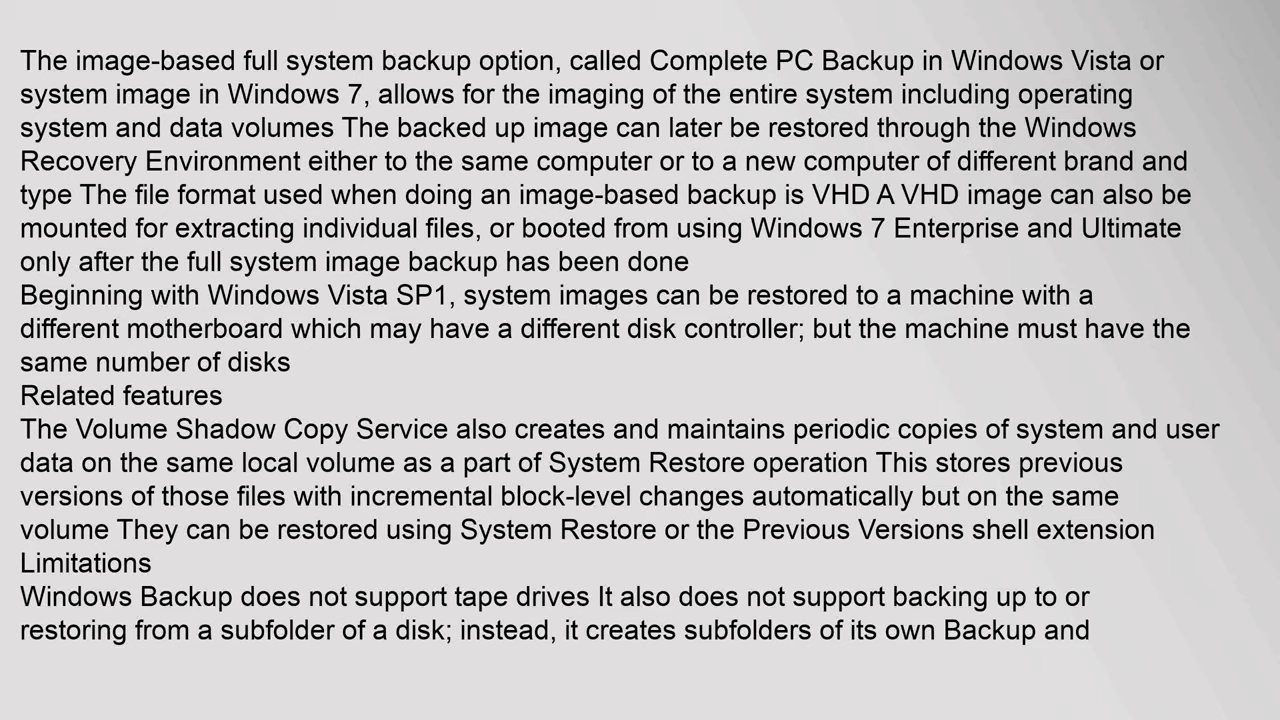 The image-based full system backup option, called Complete PC Backup in Windows Vista or
system image in Windows 7, allows for the imaging of the entire system including operating
system and data volumes The backed up image can later be restored through the Windows
Recovery Environment either to the same computer or to a new computer of different brand and
type The file format used when doing an image-based backup is VHD A VHD image can also be
mounted for extracting individual files, or booted from using Windows 7 Enterprise and Ultimate
only after the full system image backup has been done
Beginning with Windows Vista SP1, system images can be restored to a machine with a
different motherboard which may have a different disk controller; but the machine must have the
same number of disks
Related features
The Volume Shadow Copy Service also creates and maintains periodic copies of system and user
data on the same local volume as a part of System Restore operation This stores previous
versions of those files with incremental block-level changes automatically but on the same
volume They can be restored using System Restore or the Previous Versions shell extension
Limitations
Windows Backup does not support tape drives It also does not support backing up to or
restoring from a subfolder of a disk; instead, it creates subfolders of its own Backup and